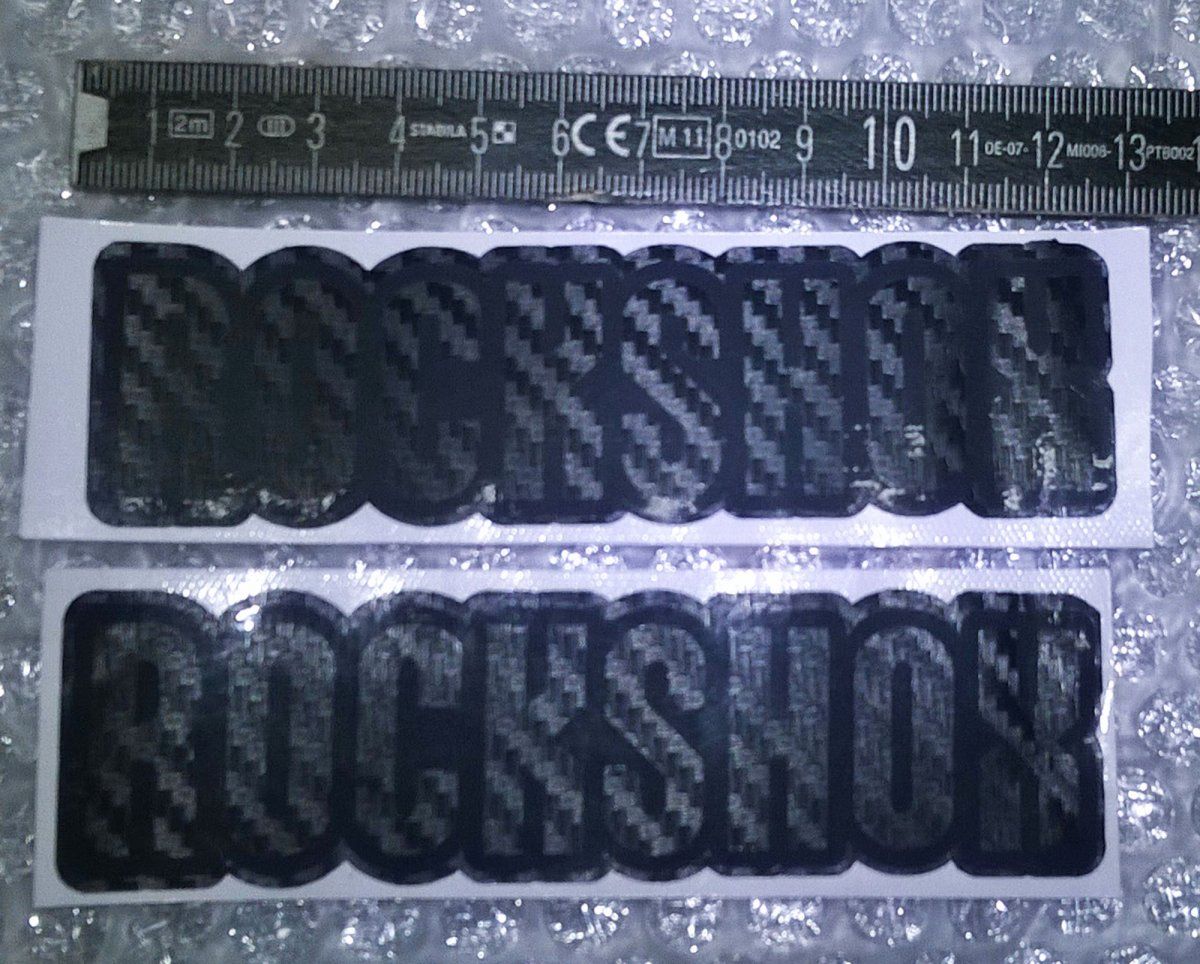 1 2m 2 III 3 4 STABILA 5 6 CE 7 M 11 8 0102 9 10 11 DE-07- 12 MI006- 13 PTB002
ROCKSHOX
ROCKSHOX